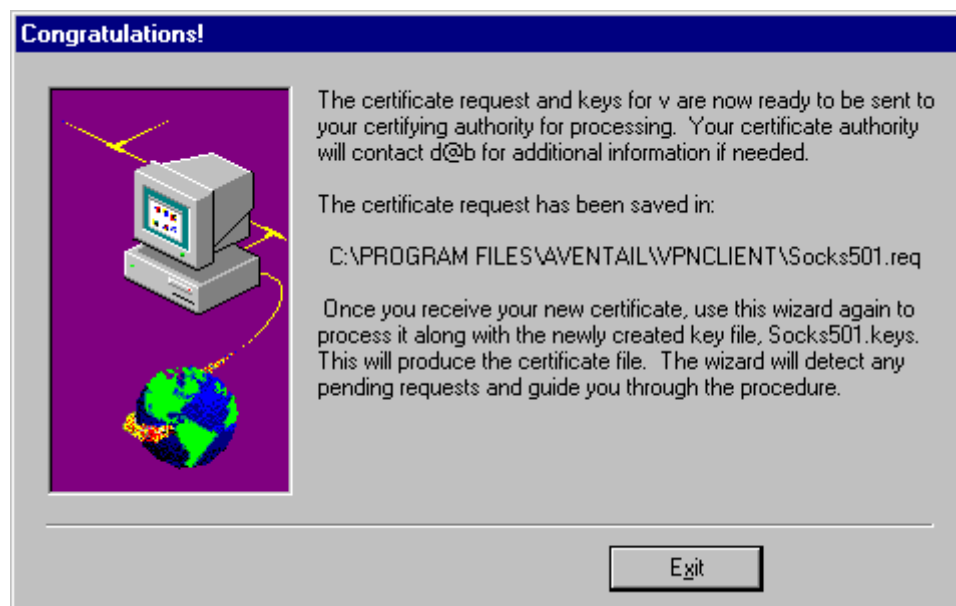 Congratulations!
The certificate request and keys for v are now ready to be sent to
your certifying authority for processing.  Your certificate authority
will contact d@b for additional information if needed.
The certificate request has been saved in:
C:\PROGRAM FILES\AVENTAIL\VPNCLIENT\Socks501.req
Once you receive your new certificate, use this wizard again to
process it along with the newly created key file, Socks501.keys.
This will produce the certificate file.  The wizard will detect any
pending requests and guide you through the procedure.
Exit